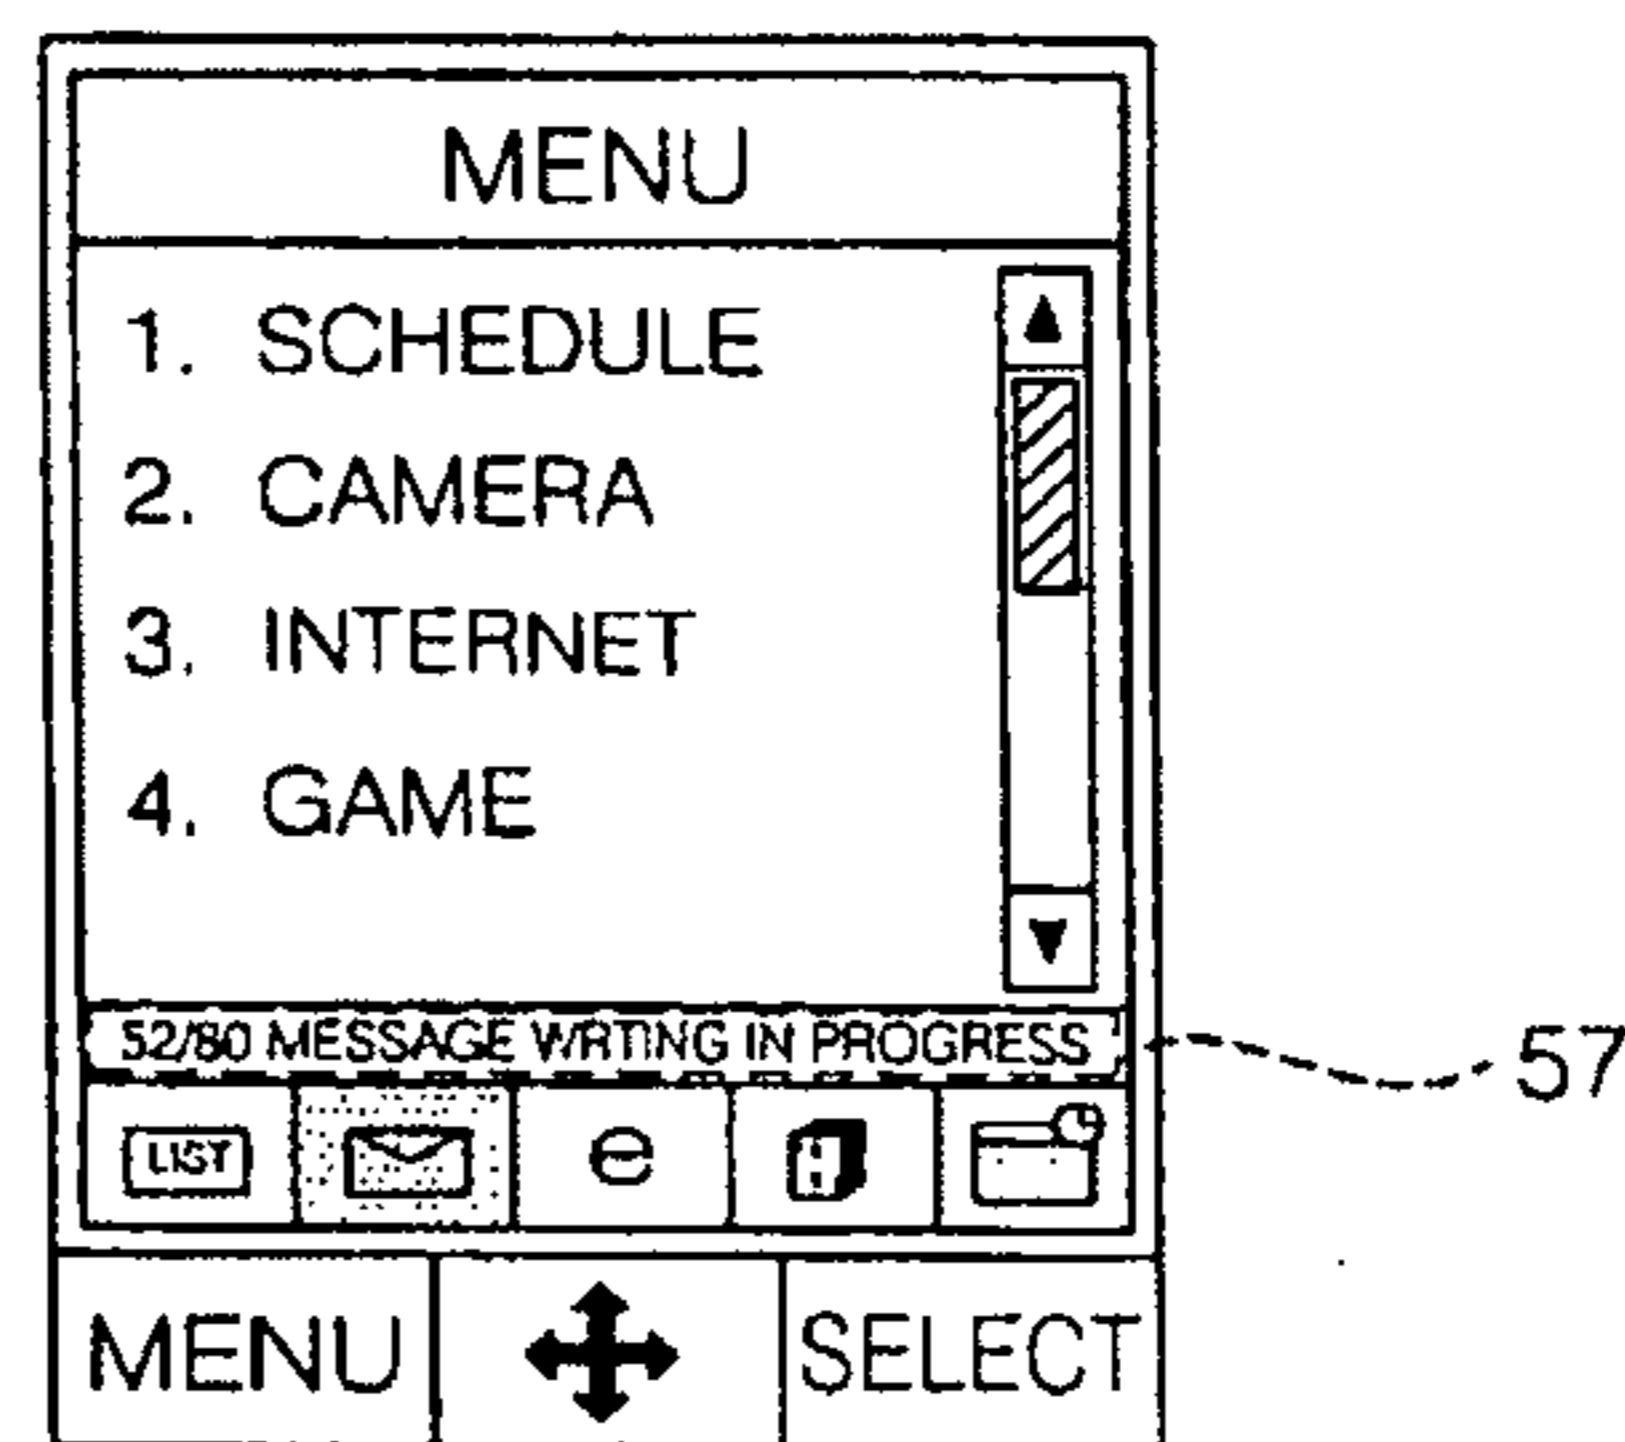 MENU
1. SCHEDULE
2. CAMERA
3. INTERNET
4. GAME
52/80 MESSAGE WRTING IN PROGRESS
57
LIST e
MENU SELECT